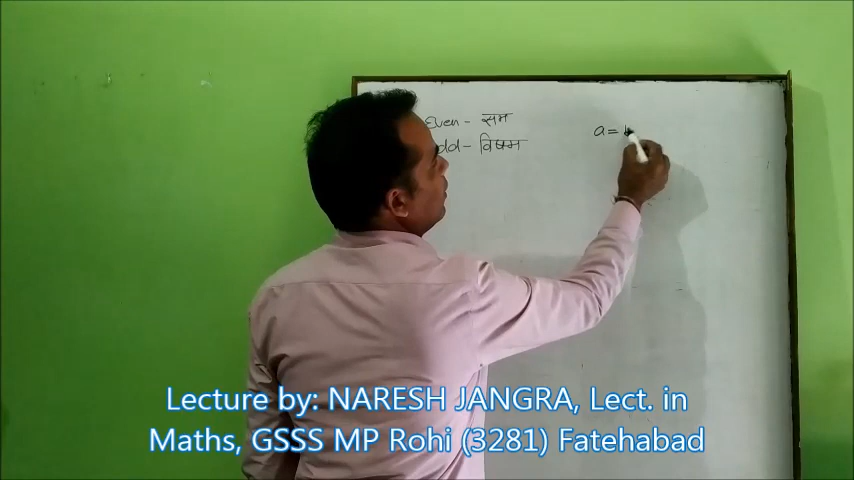 Even - सम
dd - विषम
a =
Lecture by: NARESH JANGRA, Lect. in
Maths, GSSS MP Rohi (3281) Fatehabad